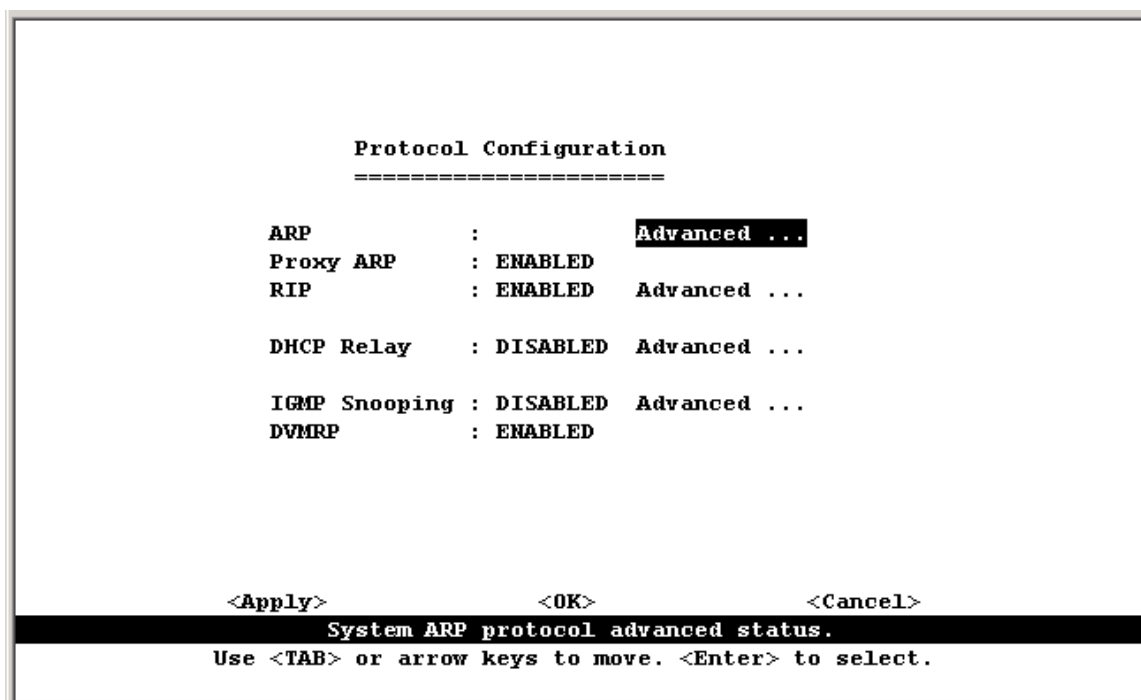 Protocol Configuration
======================
ARP : Advanced ...
Proxy ARP : ENABLED
RIP : ENABLED Advanced ...
DHCP Relay : DISABLED Advanced ...
IGMP Snooping : DISABLED Advanced ...
DVMRP : ENABLED
<Apply> <OK> <Cancel>
System ARP protocol advanced status.
Use <TAB> or arrow keys to move. <Enter> to select.